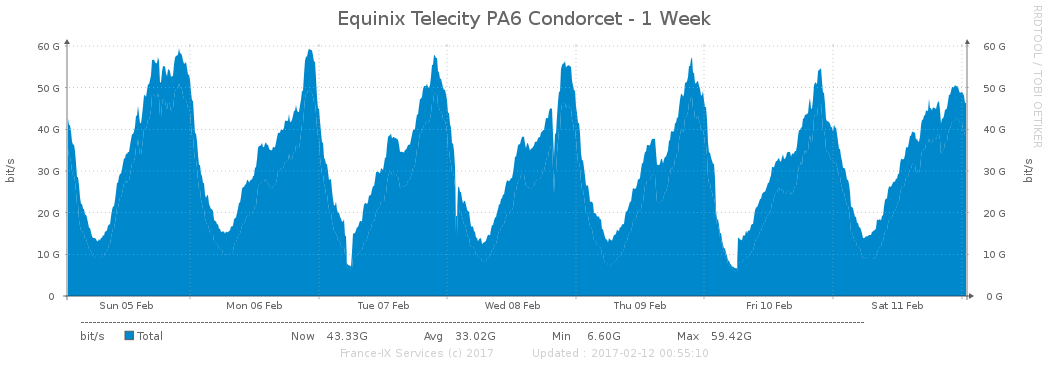 Equinix Telecity PA6 Condorcet - 1 Week
RRDTOOL / TOBI OETIKER
60 G 60 G
50 G 50 G
40 G 40 G
30 G 30 G
20 G 20 G
10 G 10 G
0 0 G
bit/s bit/s
Sun 05 Feb Mon 06 Feb Tue 07 Feb Wed 08 Feb Thu 09 Feb Fri 10 Feb Sat 11 Feb
bit/s Total Now 43.33G Avg 33.02G Min 6.60G Max 59.42G
France-IX Services (c) 2017 Updated : 2017-02-12 00:55:10